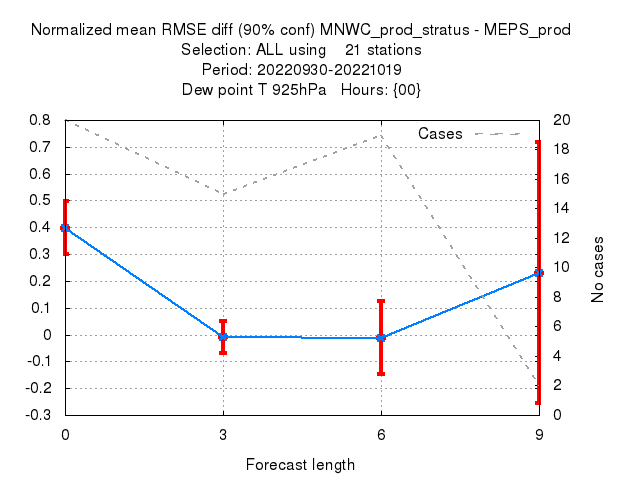 Normalized mean RMSE diff (90% conf) MNWC_prod_stratus - MEPS_prod
Selection: ALL using    21 stations
Period: 20220930-20221019
Dew point T 925hPa   Hours: {00}
Cases
0.8
0.7
0.6
0.5
0.4
0.3
0.2
0.1
0
-0.1
-0.2
-0.3
20
18
16
14
12
10
8
6
4
2
0
No cases
0 3 6 9
Forecast length